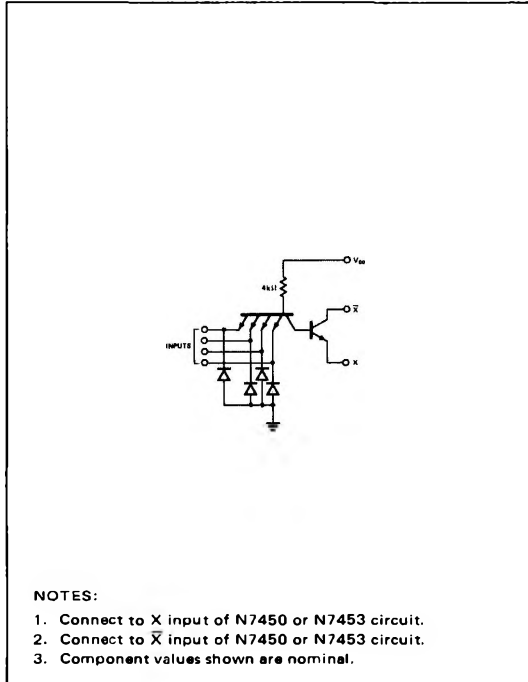 V
4kΩ
X̅
INPUTS
X
NOTES:
1. Connect to X input of N7450 or N7453 circuit.
2. Connect to X̅ input of N7450 or N7453 circuit.
3. Component values shown are nominal.